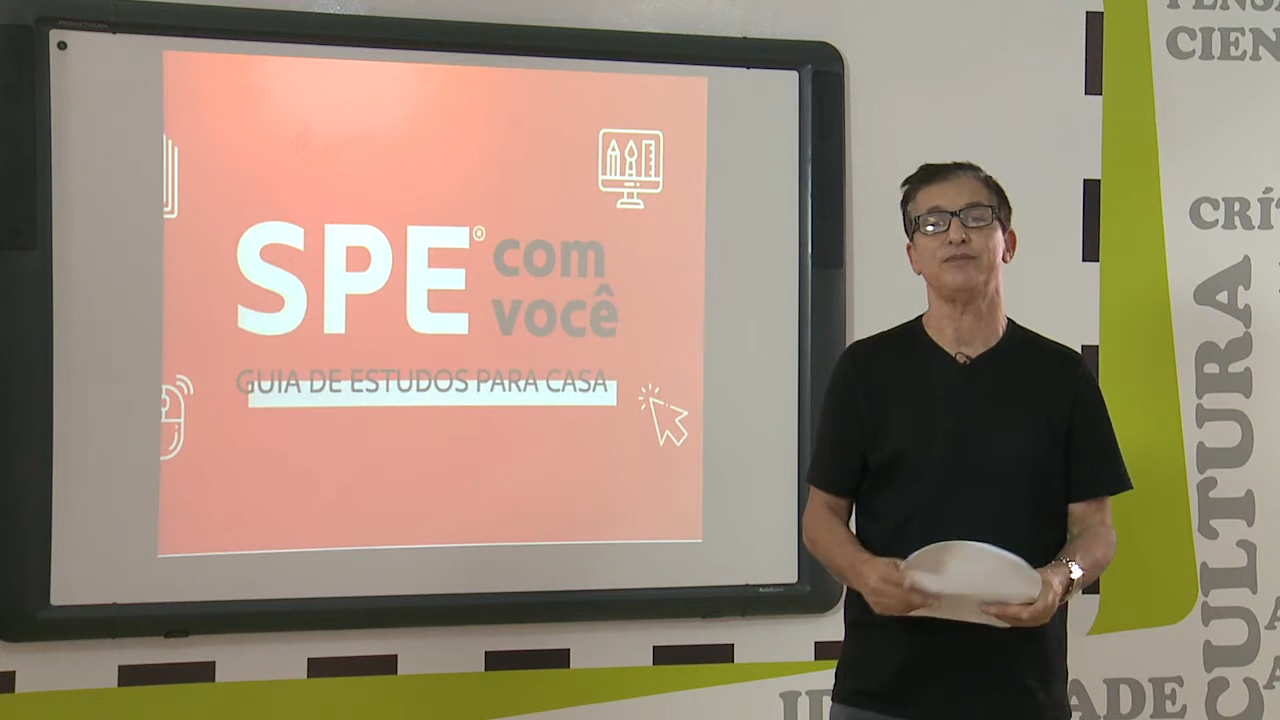 SPE® com
você
GUIA DE ESTUDOS PARA CASA
CIEN
CRÍT
CULTURA
ADE